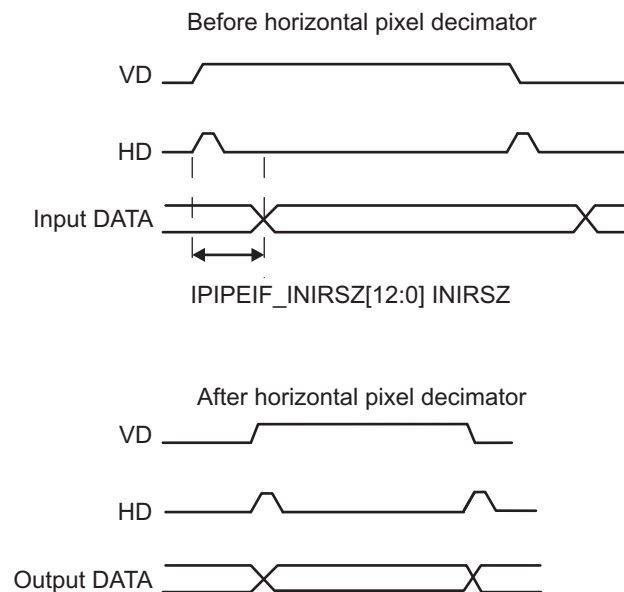 Before horizontal pixel decimator
VD
HD
Input DATA
IPIPEIF_INIRSZ[12:0] INIRSZ
After horizontal pixel decimator
VD
HD
Output DATA